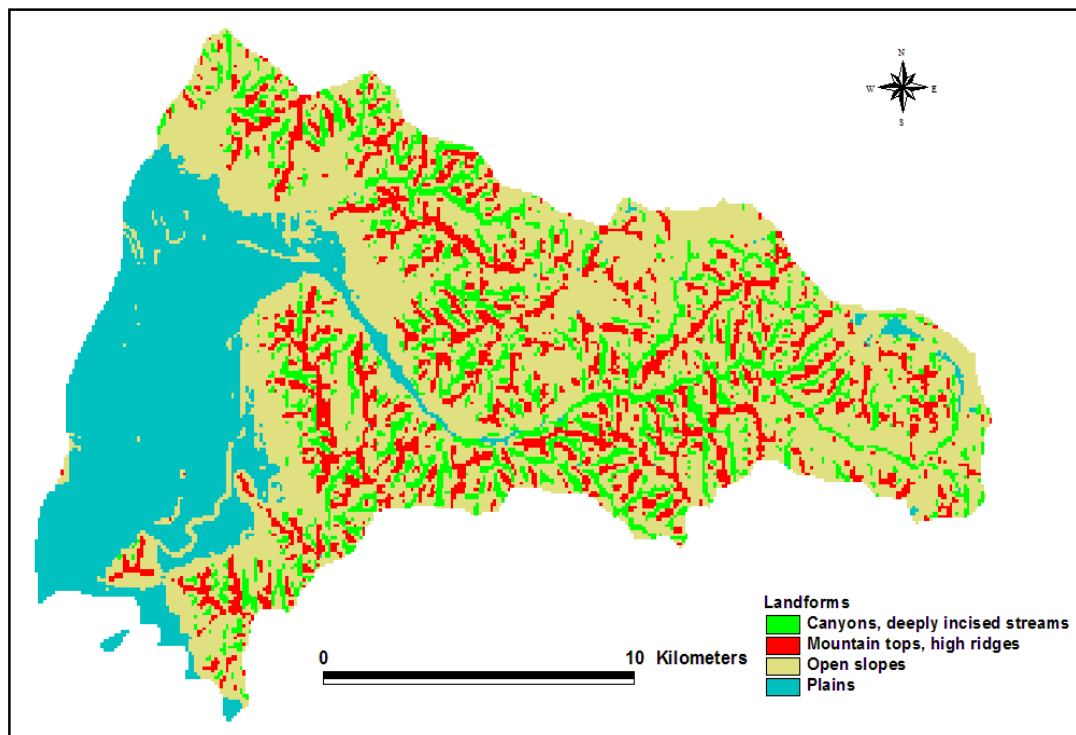 N
W E
S
Landforms
Canyons, deeply incised streams
Mountain tops, high ridges
Open slopes
Plains
0 10 Kilometers